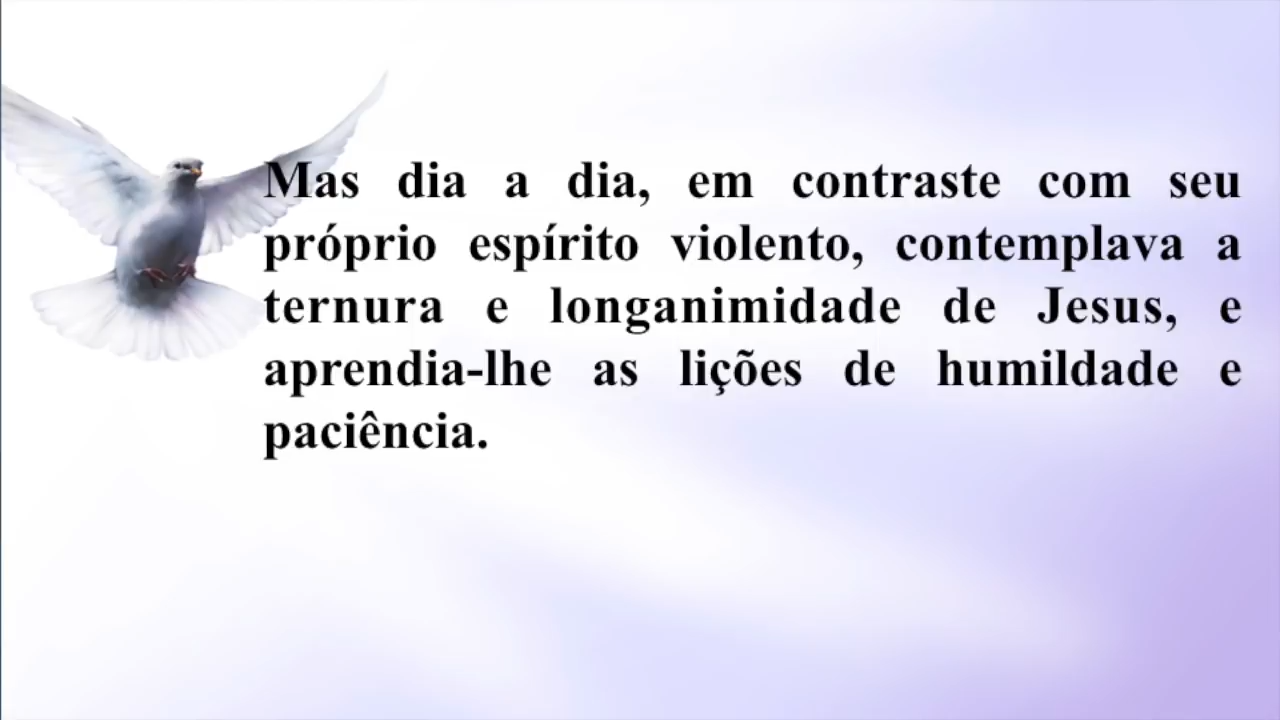 Mas dia a dia, em contraste com seu
próprio espírito violento, contemplava a
ternura e longanimidade de Jesus, e
aprendia-lhe as lições de humildade e
paciência.